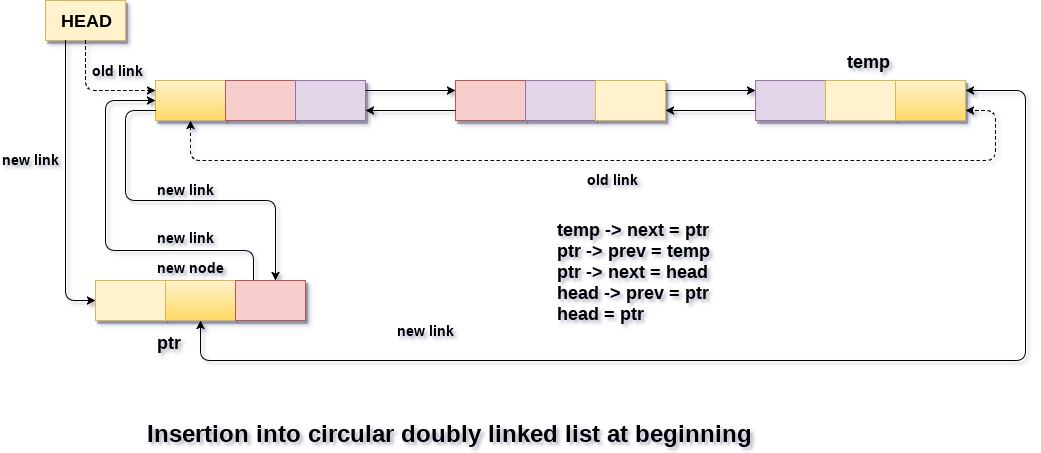 HEAD
old link
temp
new link
old link
new link
new link
new node
temp -> next = ptr
ptr -> prev = temp
ptr -> next = head
head -> prev = ptr
head = ptr
new link
ptr
Insertion into circular doubly linked list at beginning